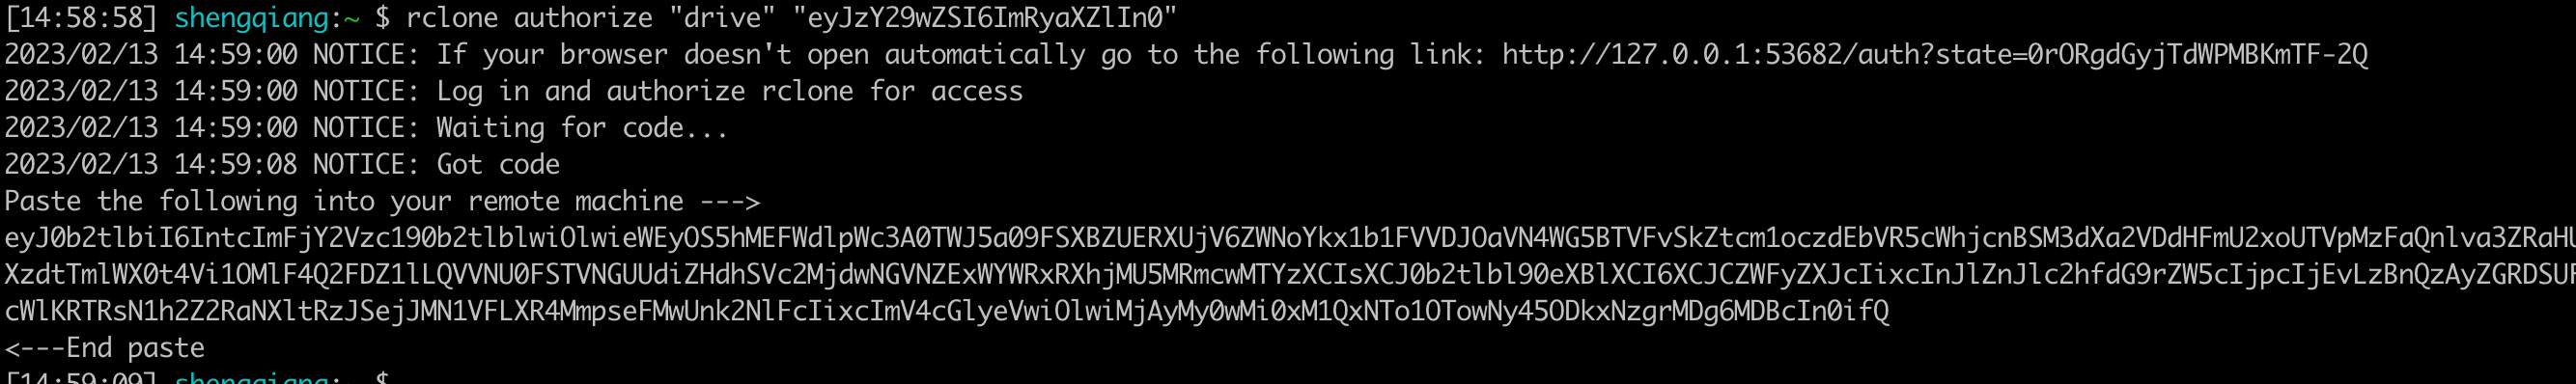 [14:58:58] shengqiang:~ $ rclone authorize "drive" "eyJzY29wZSI6ImRyaXZlIn0"
2023/02/13 14:59:00 NOTICE: If your browser doesn't open automatically go to the following link: http://127.0.0.1:53682/auth?state=0rORgdGyjTdWPMBKmTF-2Q
2023/02/13 14:59:00 NOTICE: Log in and authorize rclone for access
2023/02/13 14:59:00 NOTICE: Waiting for code...
2023/02/13 14:59:08 NOTICE: Got code
Paste the following into your remote machine --->
eyJ0b2tlbiI6IntcImFjY2Vzc190b2tlblwiOlwieWEyOS5hMEFWdlpWc3A0TWJ5a09FSXBZUERXUjV6ZWNoYkx1b1FVVDJOaVN4WG5BTVFvSkZtcm1oczdEbVR5cWhjcnBSM3dXa2VDdHFmU2xoUTVpMzFaQnlva3ZRaHU
XzdtTmlWX0t4Vi1OMlF4Q2FDZ1lLQVVNU0FSTVNGUUdiZHdhSVc2MjdwNGVNZExWYWRxRXhjMU5MRmcwMTYzXCIsXCJ0b2tlbl90eXBlXCI6XCJCZWFyZXJcIixcInJlZnJlc2hfdG9rZW5cIjpcIjEvLzBnQzAyZGRDSUF
cWlKRTRsN1h2Z2RaNXltRzJSejJMN1VFLXR4MmpseFMwUnk2NlFcIixcImV4cGlyeVwiOlwiMjAyMy0wMi0xM1QxNTo1OTowNy45ODkxNzgrMDg6MDBcIn0ifQ
<---End paste
[14:59:09] shengqiang:~ $